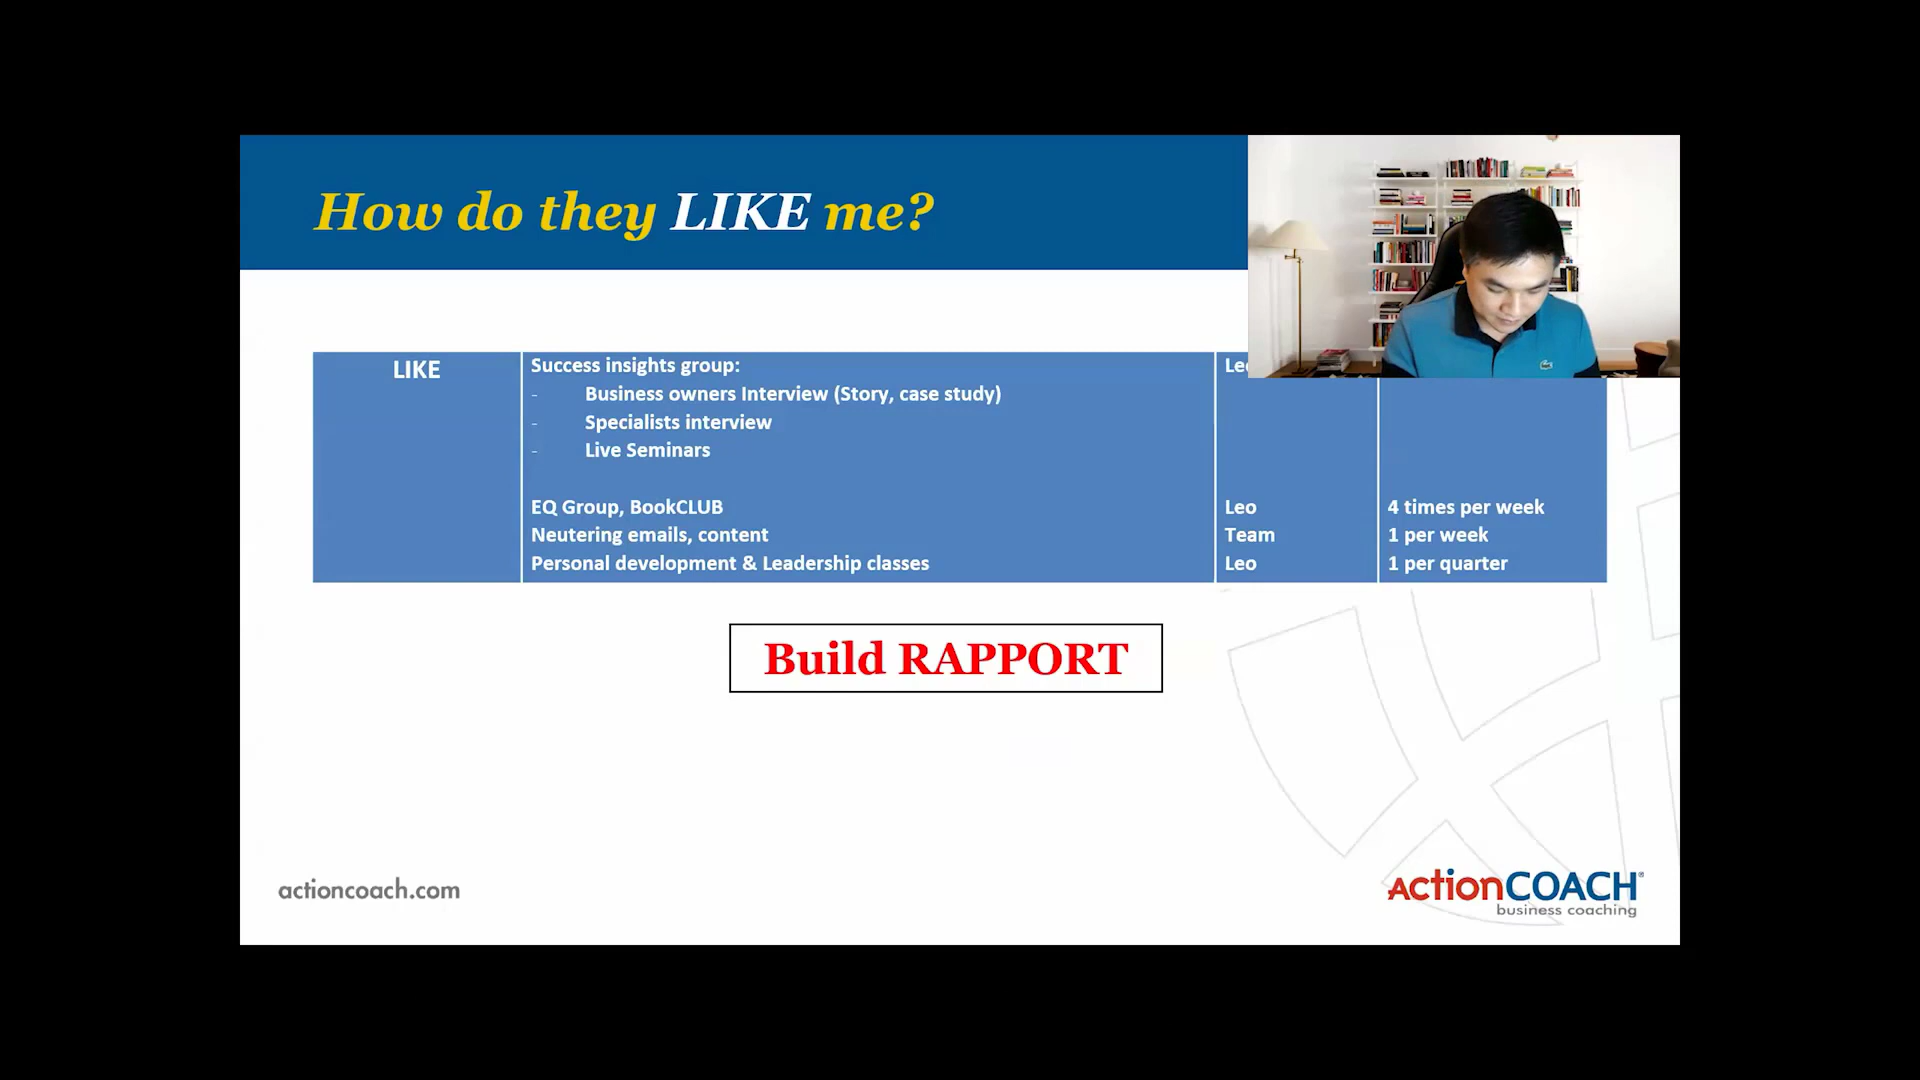 How do they LIKE me?
LIKE
Success insights group:
- Business owners Interview (Story, case study)
- Specialists interview
- Live Seminars
EQ Group, BookCLUB Leo 4 times per week
Neutering emails, content Team 1 per week
Personal development & Leadership classes Leo 1 per quarter
Build RAPPORT
actioncoach.com
ActionCOACH®
business coaching